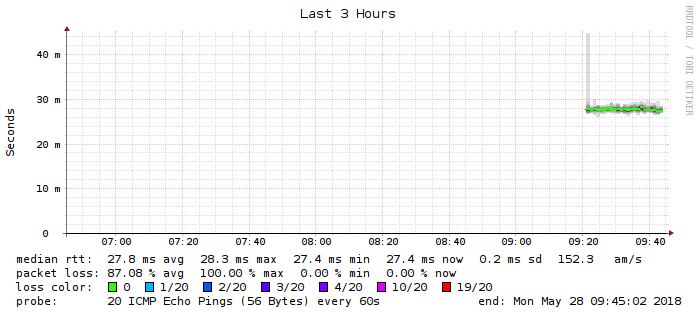 Last 3 Hours
RRDTOOL / TOBI OETIKER
Seconds
40 m
30 m
20 m
10 m
0
07:00 07:20 07:40 08:00 08:20 08:40 09:00 09:20 09:40
median rtt: 27.8 ms avg 28.3 ms max 27.4 ms min 27.4 ms now 0.2 ms sd 152.3 am/s
packet loss: 87.08 % avg 100.00 % max 0.00 % min 0.00 % now
loss color: 0 1/20 2/20 3/20 4/20 10/20 19/20
probe: 20 ICMP Echo Pings (56 Bytes) every 60s end: Mon May 28 09:45:02 2018